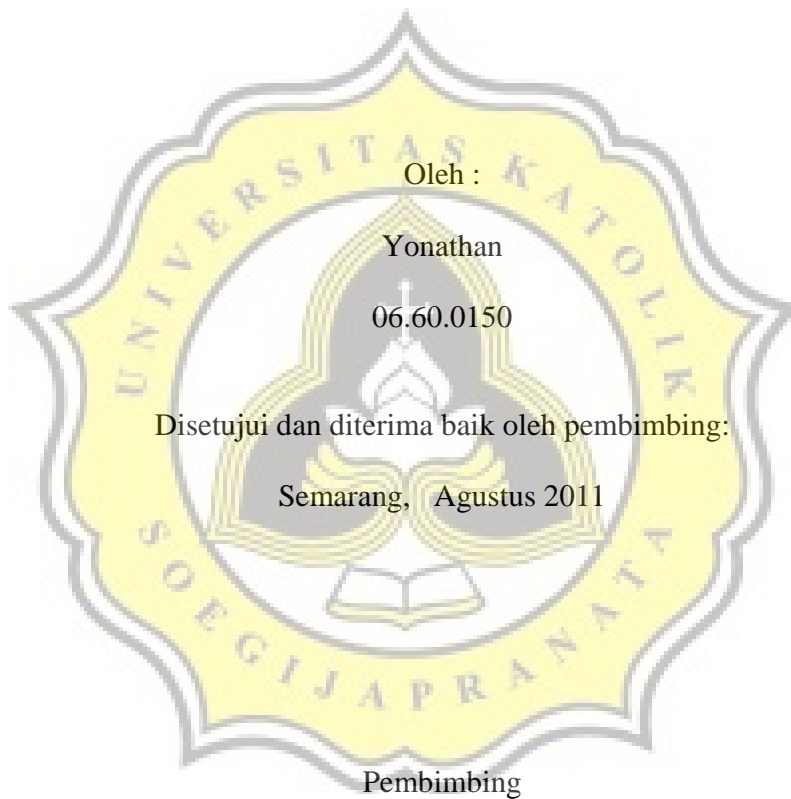 UNIVERSITAS KATOLIK
Oleh :
Yonathan
06.60.0150
Disetujui dan diterima baik oleh pembimbing:
Semarang, Agustus 2011
SOEGIJAPRANATA
Pembimbing